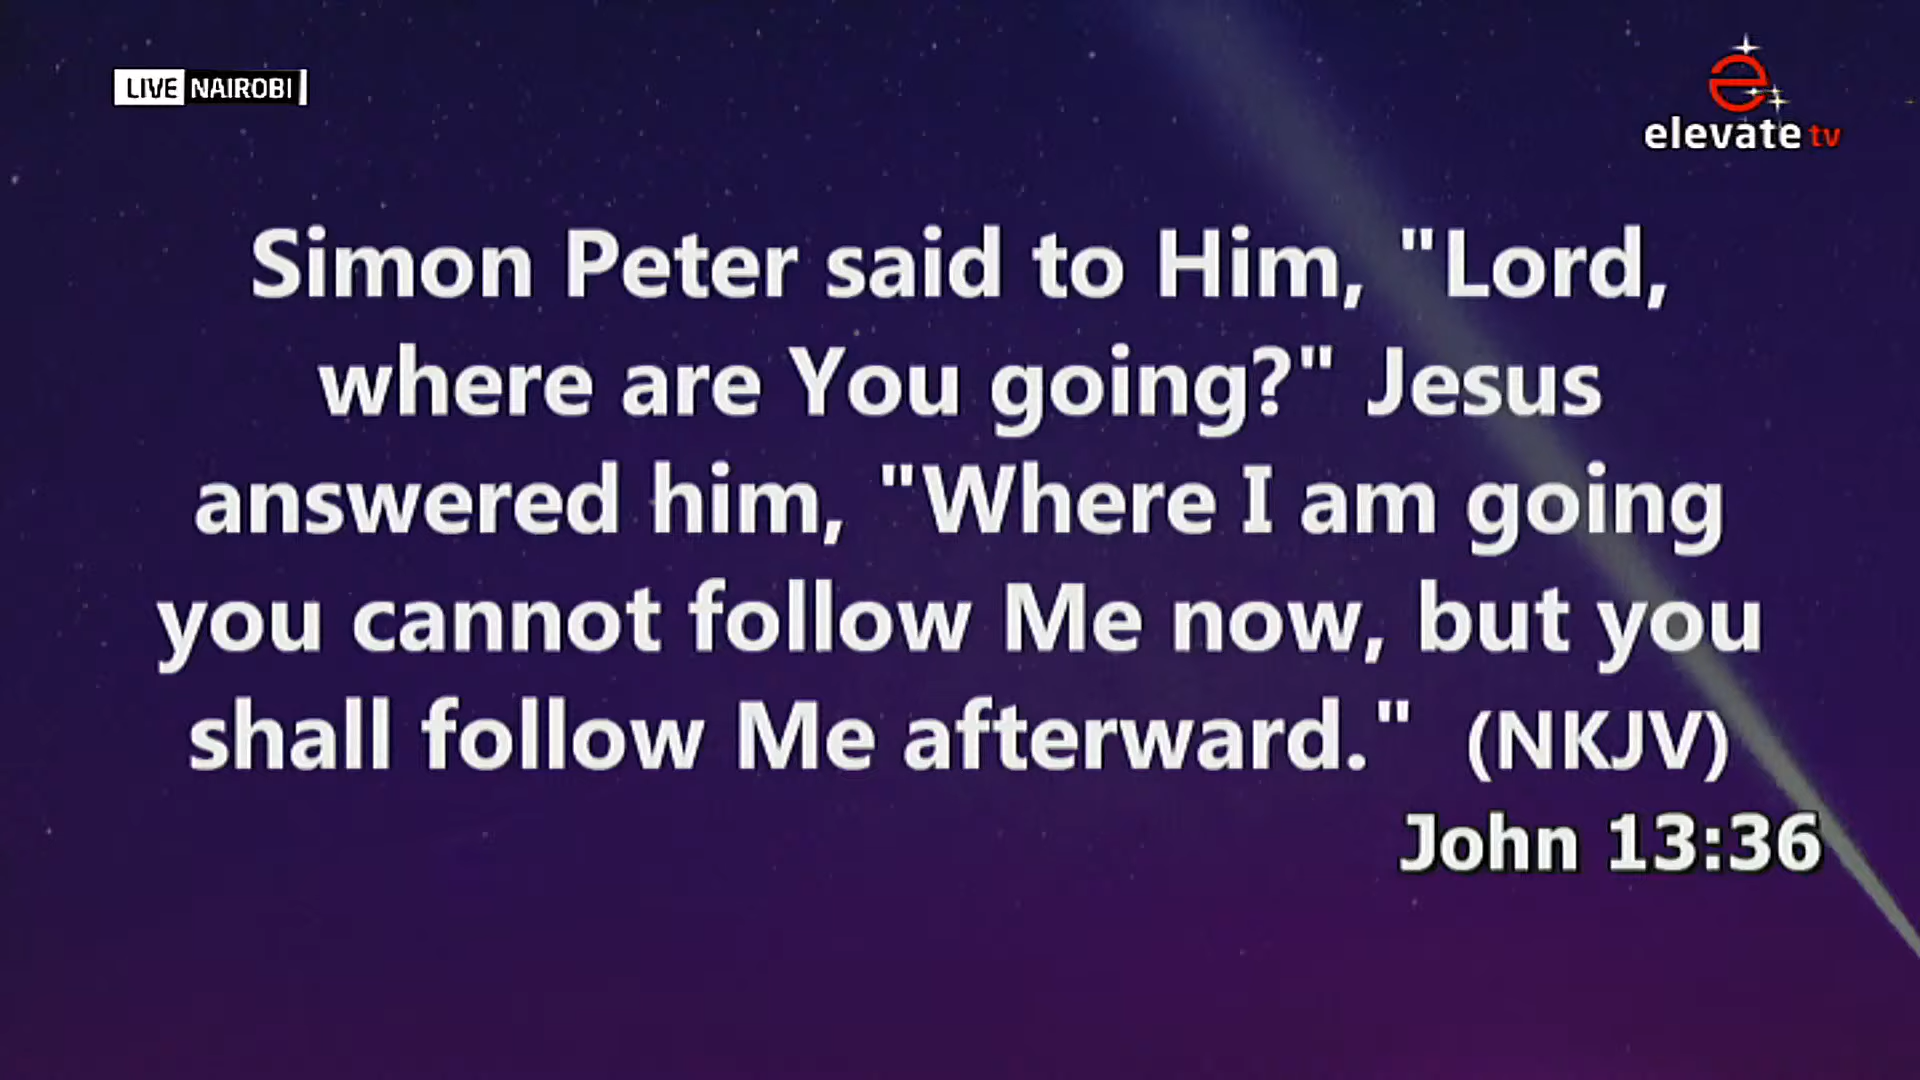 LIVE NAIROBI
elevate tv
Simon Peter said to Him, "Lord,
where are You going?" Jesus
answered him, "Where I am going
you cannot follow Me now, but you
shall follow Me afterward." (NKJV)
John 13:36